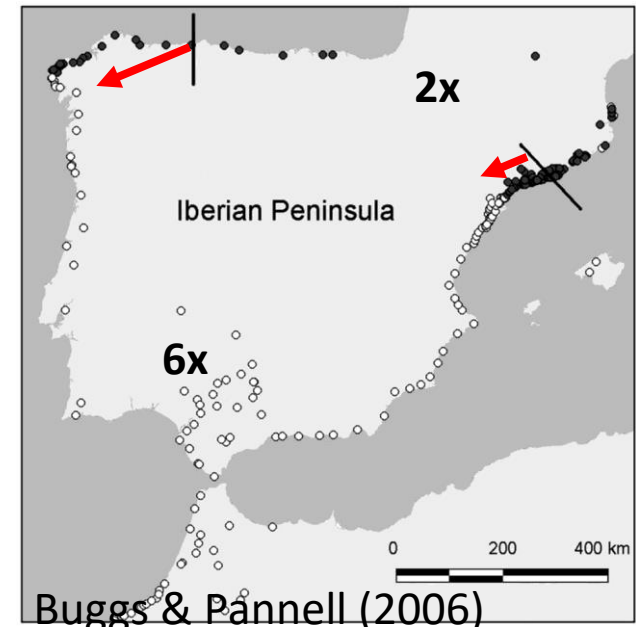 2x
Iberian Peninsula
6x
0 200 400 km
Buggs & Pannell (2006)